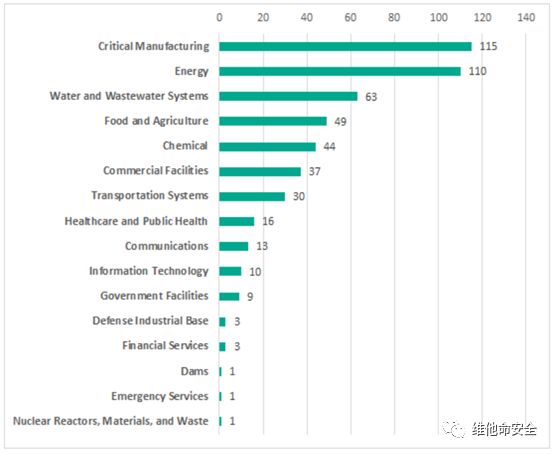 0 20 40 60 80 100 120 140
Critical Manufacturing 115
Energy 110
Water and Wastewater Systems 63
Food and Agriculture 49
Chemical 44
Commercial Facilities 37
Transportation Systems 30
Healthcare and Public Health 16
Communications 13
Information Technology 10
Government Facilities 9
Defense Industrial Base 3
Financial Services 3
Dams 1
Emergency Services 1
Nuclear Reactors, Materials, and Waste 1
维他命安全